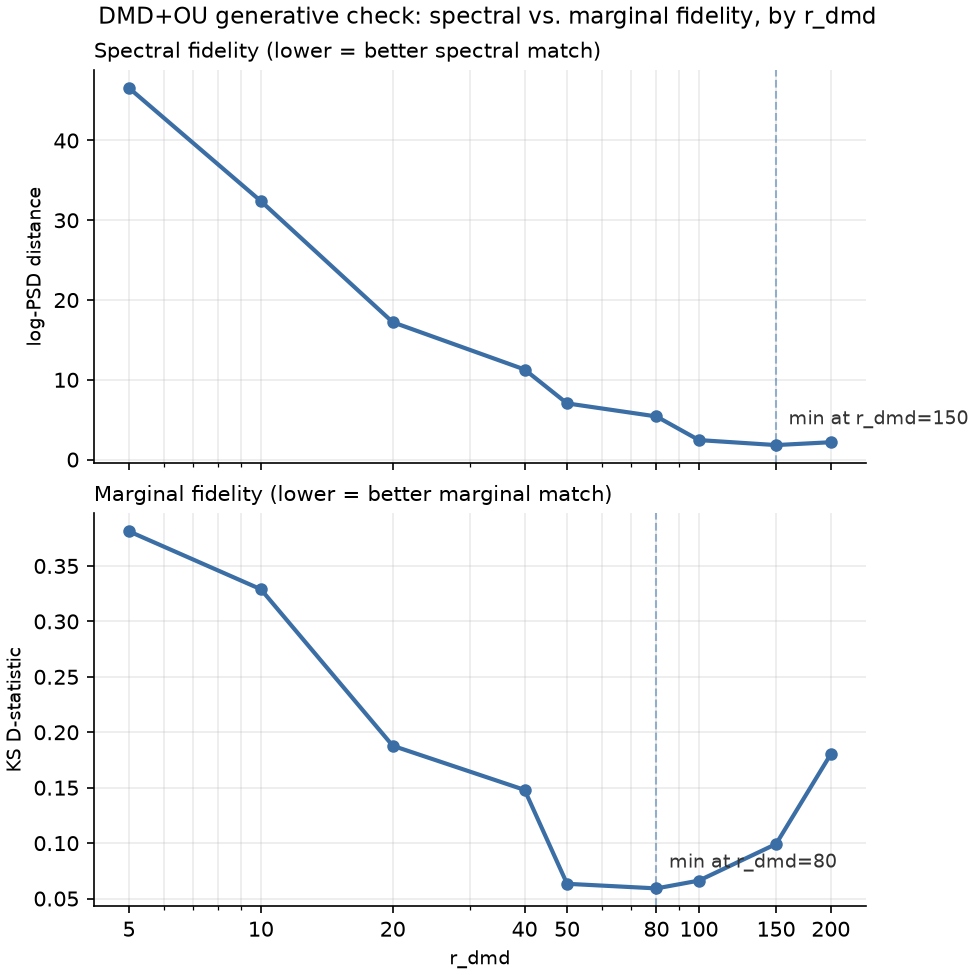 DMD+OU generative check: spectral vs. marginal fidelity, by r_dmd
Spectral fidelity (lower = better spectral match)
40
30
20
10
0
log-PSD distance
min at r_dmd=150
Marginal fidelity (lower = better marginal match)
0.35
0.30
0.25
0.20
0.15
0.10
0.05
KS D-statistic
min at r_dmd=80
5 10 20 40 50 80 100 150 200
r_dmd